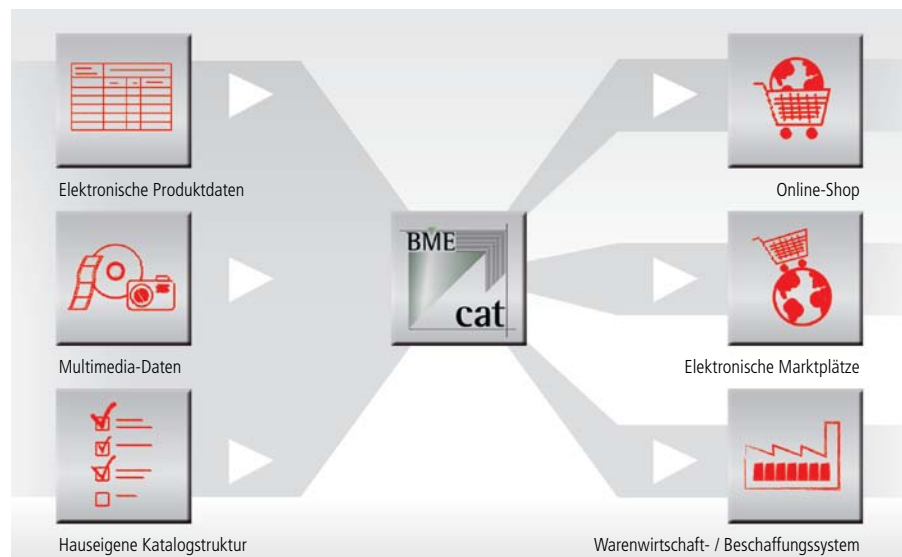 Elektronische Produktdaten
Online-Shop
BME
cat
Multimedia-Daten
Elektronische Marktplätze
Hauseigene Katalogstruktur
Warenwirtschaft- / Beschaffungssystem